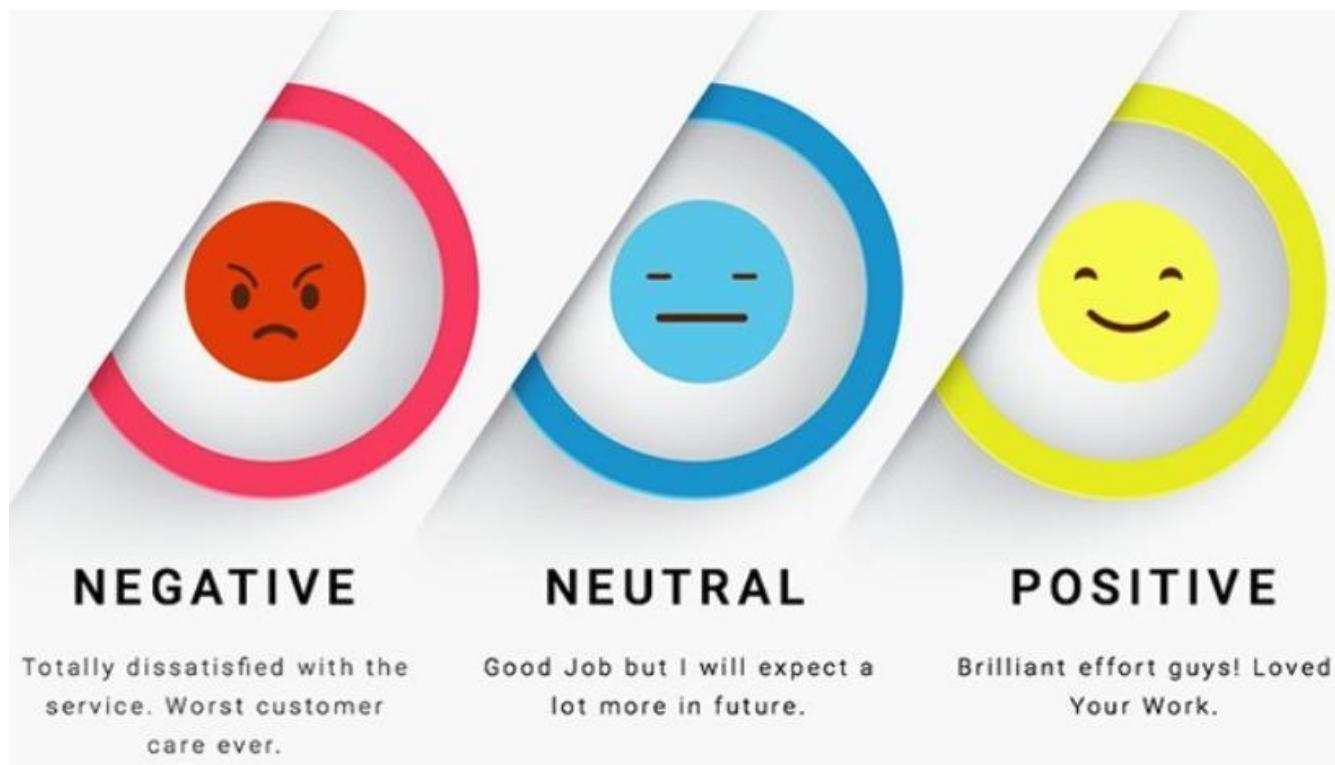 NEGATIVE
Totally dissatisfied with the
service. Worst customer
care ever.
NEUTRAL
Good Job but I will expect a
lot more in future.
POSITIVE
Brilliant effort guys! Loved
Your Work.